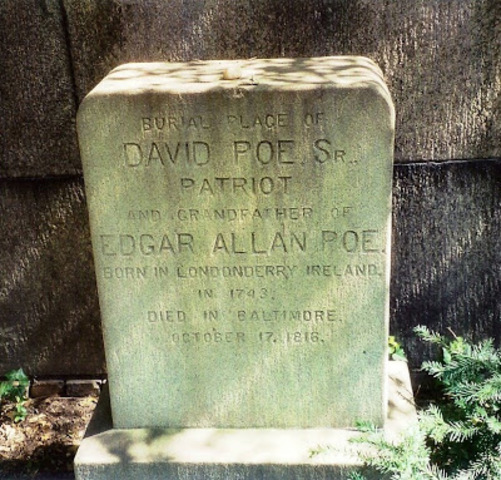 BURIAL PLACE OF
DAVID POE. SR.,
PATRIOT
AND GRANDFATHER OF
EDGAR ALLAN POE.
BORN IN LONDONDERRY IRELAND.
IN 1743.
DIED IN BALTIMORE.
OCTOBER 17, 1816.